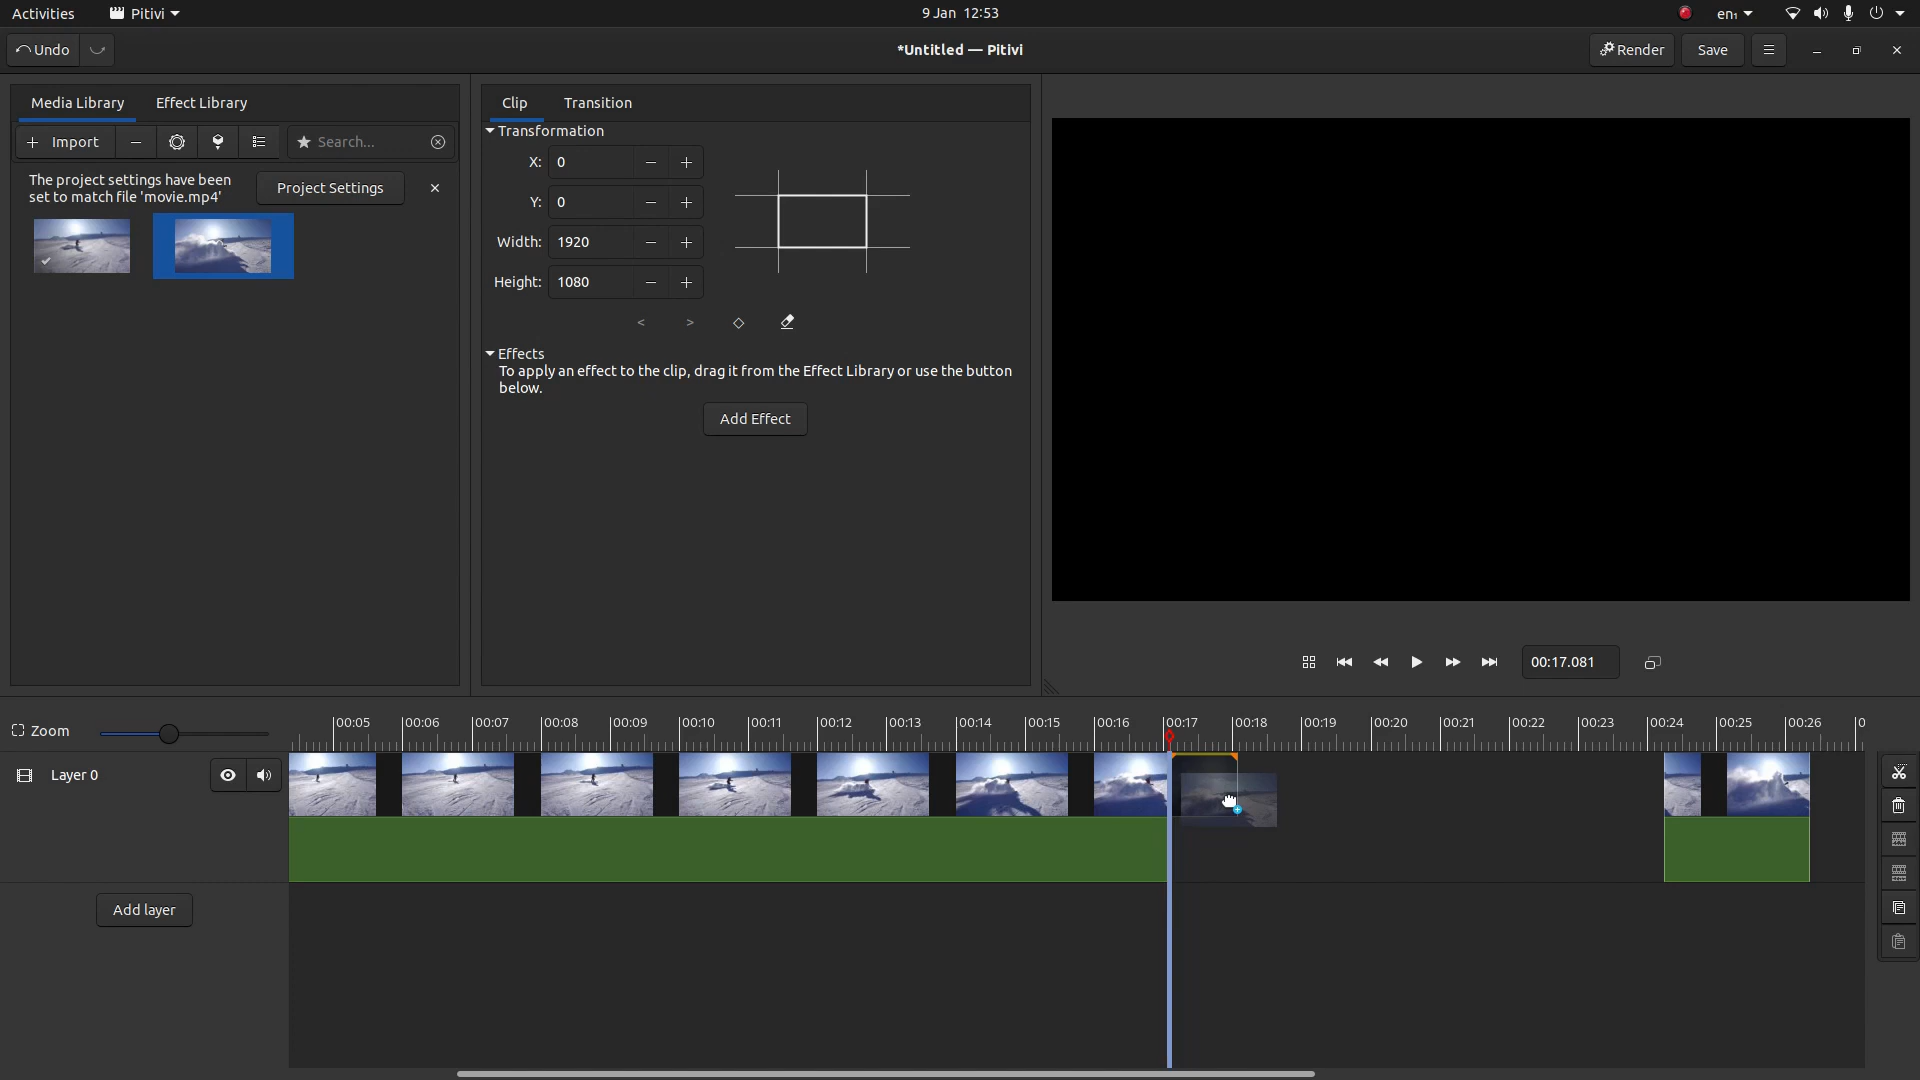 Activities
Pitivi
9 Jan 12:53
en₁
Undo
*Untitled — Pitivi
Render
Save
Media Library
Effect Library
Import
Search...
The project settings have been
set to match file 'movie.mp4'
Project Settings
Clip
Transition
Transformation
X: 0
Y: 0
Width: 1920
Height: 1080
Effects
To apply an effect to the clip, drag it from the Effect Library or use the button
below.
Add Effect
00:17.081
Zoom
00:05 00:06 00:07 00:08 00:09 00:10 00:11 00:12 00:13 00:14 00:15 00:16 00:17 00:18 00:19 00:20 00:21 00:22 00:23 00:24 00:25 00:26 0
Layer 0
Add layer